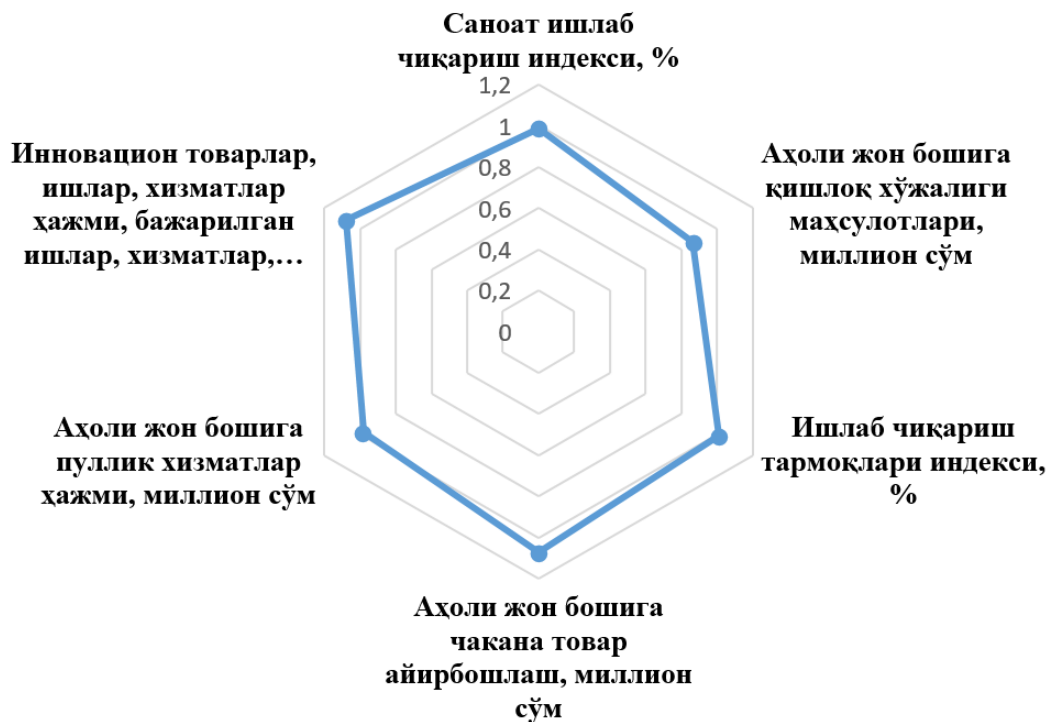 Саноат ишлаб
чиқариш индекси, %
1,2
1
0,8
0,6
0,4
0,2
0
Инновацион товарлар,
ишлар, хизматлар
ҳажми, бажарилган
ишлар, хизматлар,…
Аҳоли жон бошига
қишлоқ хўжалиги
маҳсулотлари,
миллион сўм
Аҳоли жон бошига
пуллик хизматлар
ҳажми, миллион сўм
Ишлаб чиқариш
тармоқлари индекси,
%
Аҳоли жон бошига
чакана товар
айирбошлаш, миллион
сўм